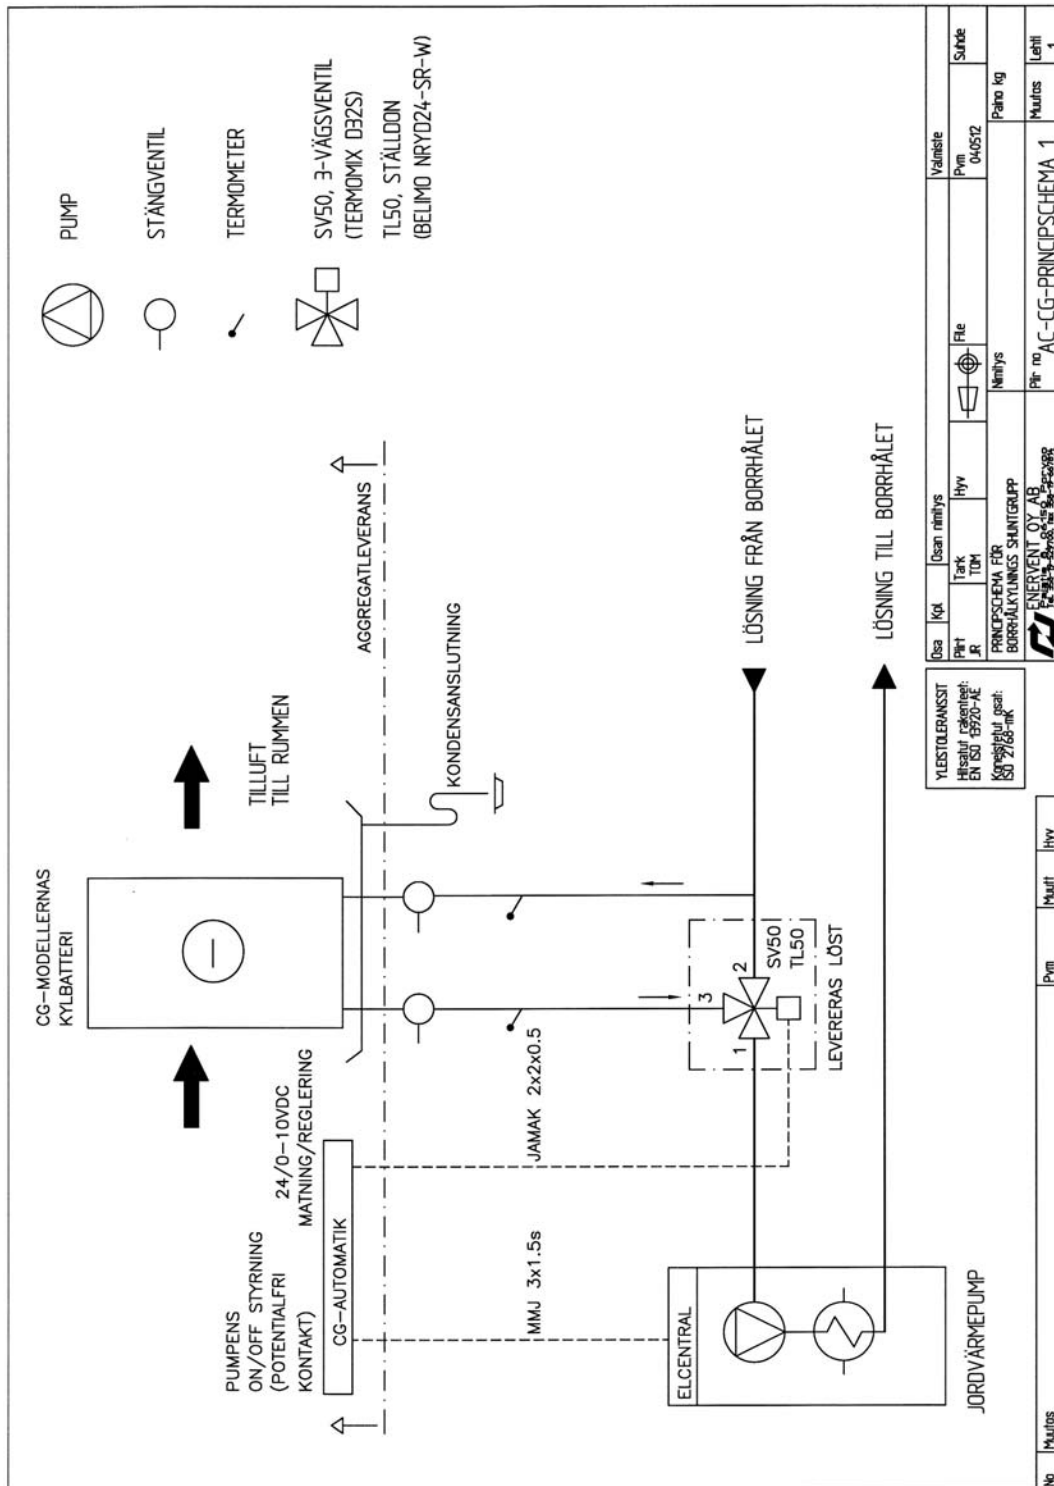 PUMP
STÄNGVENTIL
TERMOMETER
SV50, 3-VÄGSVENTIL
(TERMOMIX D32S)
TL50, STÄLLDON
(BELIMO NRYD24-SR-W)
CG-MODELLERNAS
KYLBATTERI
TILLUFT
TILL RUMMEN
AGGREGATLEVERANS
KONDENSANSLUTNING
PUMPENS
ON/OFF STYRNING
(POTENTIALFRI
KONTAKT)
24/0-10VDC
MATNING/REGLERING
CG-AUTOMATIK
MMJ 3x1.5s
JAMAK 2x2x0.5
3
1
2
SV50
TL50
LEVERERAS LÖST
LÖSNING FRÅN BORRHÅLET
LÖSNING TILL BORRHÅLET
ELCENTRAL
JORDVÄRMEPUMP
YLEISTOLERANSSIT
Hitsatut rakenteet:
EN ISO 13920-AE
Koneistetut osat:
ISO 2768-mK
Osa Kpl Osan nimitys Valmiste
Piirt JR
Tark TOM
Hyv
File
Pvm 040512
Suhde
PRINCIPSCHEMA FÖR
BORRHÅLKYLNINGS SHUNTGRUPP
Nimitys
Paino kg
ENERVENT OY AB
Piir no AC-CG-PRINCIPSCHEMA 1
Muutos
Lehti 1
No Muutos Pvm Muutt Hyv